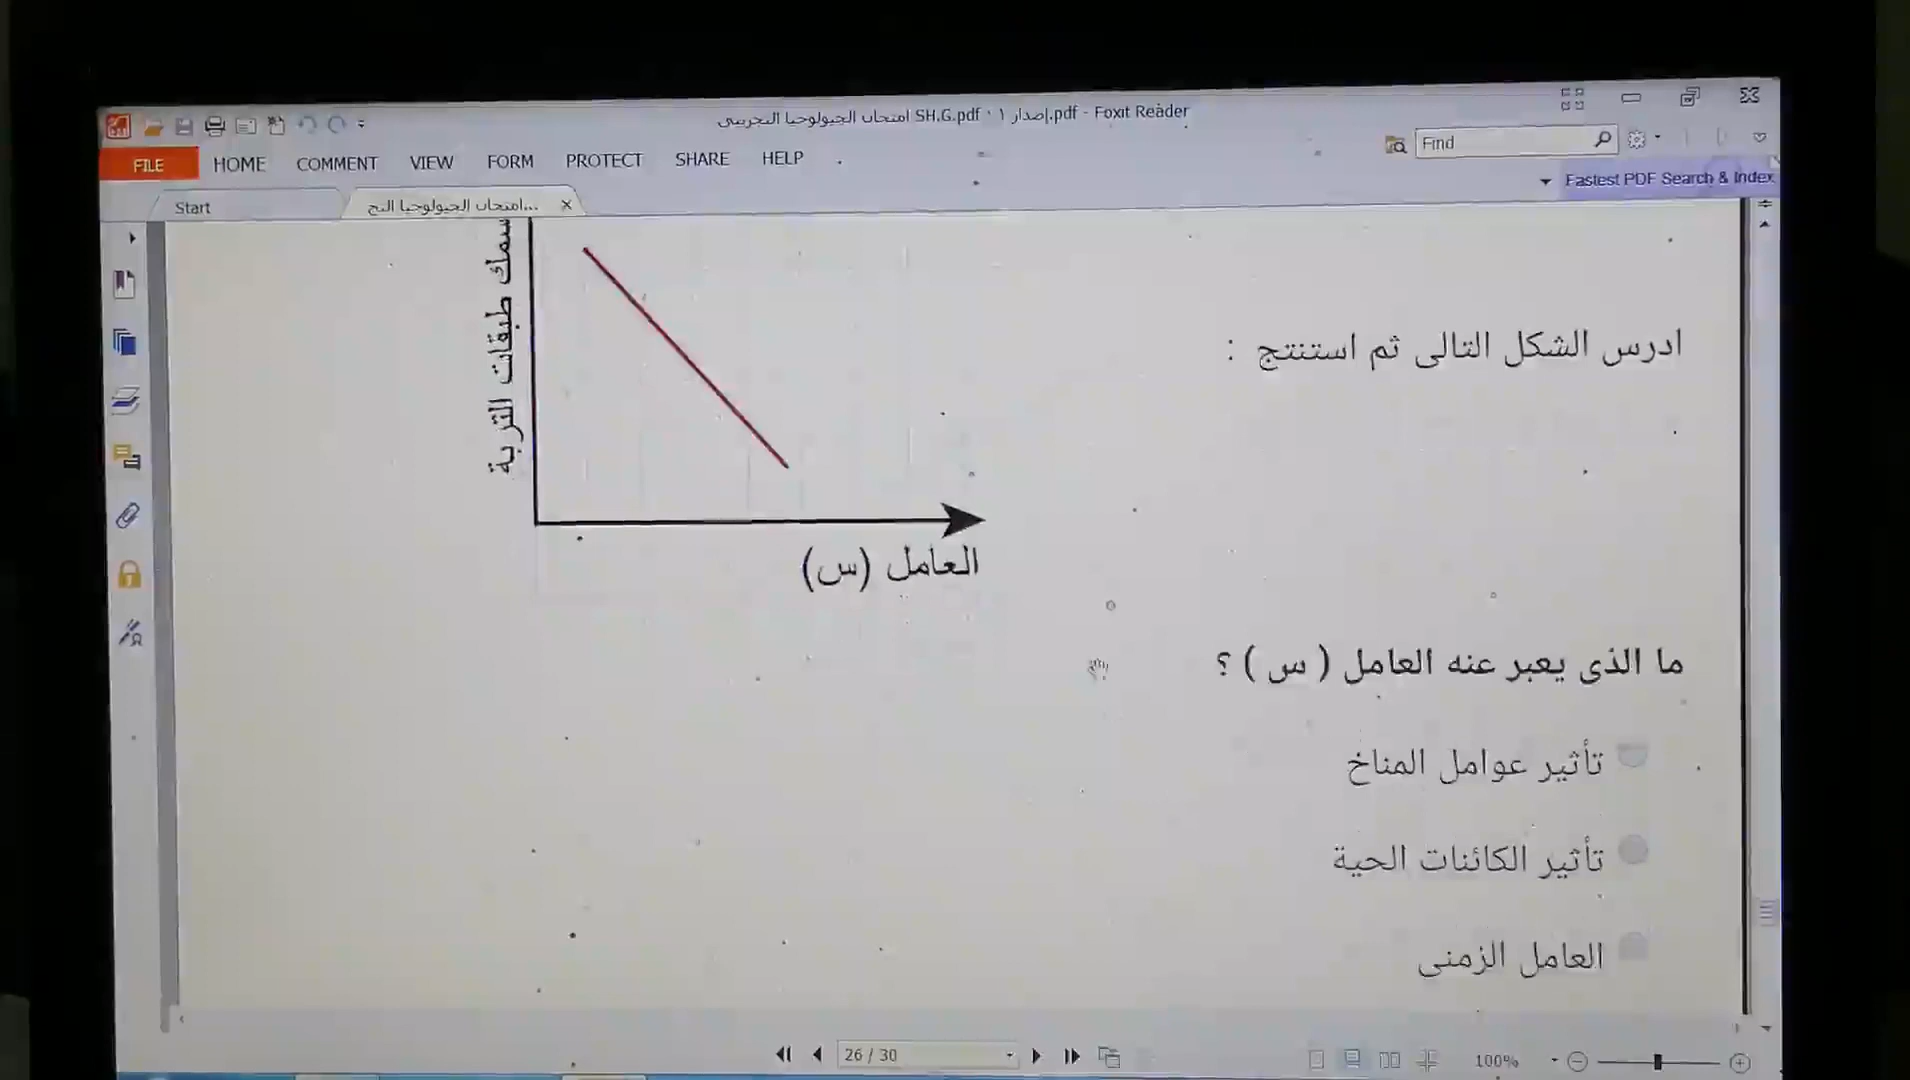 امتحان الجيولوجيا التجريبى SH.G.pdf ۰ ۱ إصدار.pdf - Foxit Reader
Find
FILE HOME COMMENT VIEW FORM PROTECT SHARE HELP
Fastest PDF Search & Index
Start
...امتحان الجيولوجيا التج
سمك طبقات التربة
ادرس الشكل التالى ثم استنتج :
العامل (س)
ما الذى يعبر عنه العامل ( س ) ؟
تأثير عوامل المناخ
تأثير الكائنات الحية
العامل الزمنى
26 / 30
100%